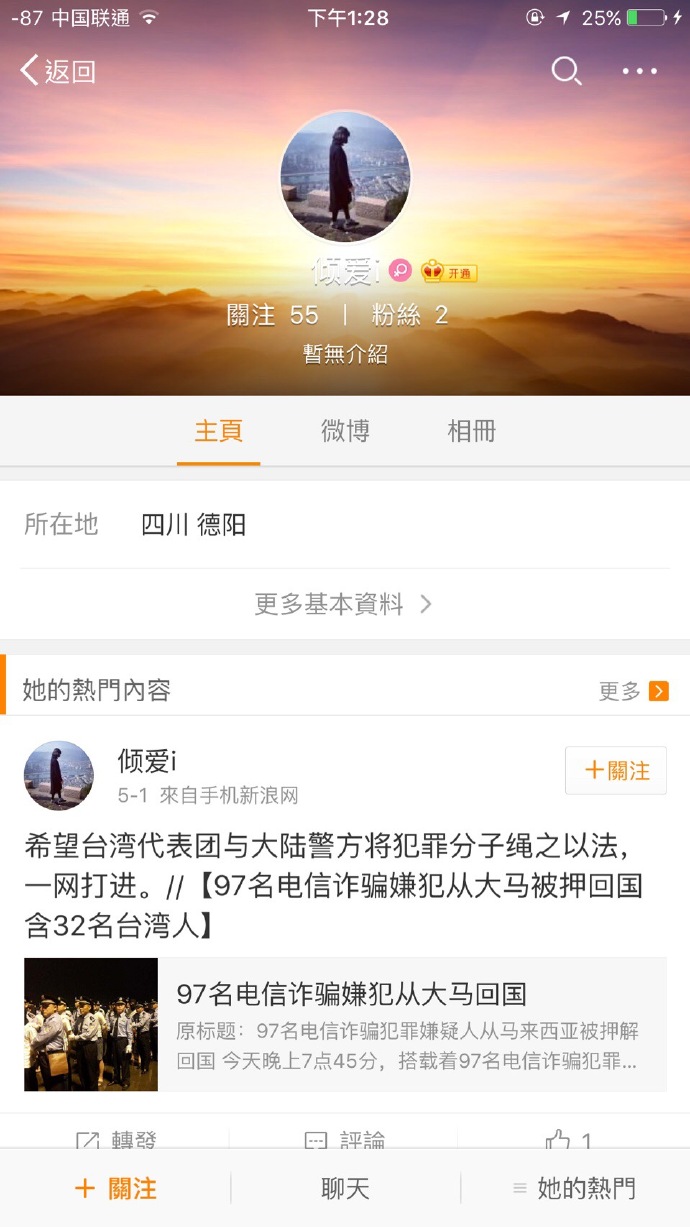 -87 中国联通 下午1:28 25%
返回
倾爱i 开通
關注 55 | 粉絲 2
暫無介紹
主頁 微博 相冊
所在地 四川 德阳
更多基本資料
她的熱門內容 更多
倾爱i
＋關注
5-1 來自手机新浪网
希望台湾代表团与大陆警方将犯罪分子绳之以法，
一网打进。//【97名电信诈骗嫌犯从大马被押回国
含32名台湾人】
97名电信诈骗嫌犯从大马回国
原标题：97名电信诈骗犯罪嫌疑人从马来西亚被押解
回国 今天晚上7点45分，搭载着97名电信诈骗犯罪...
轉發 評論 1
＋ 關注 聊天 她的熱門